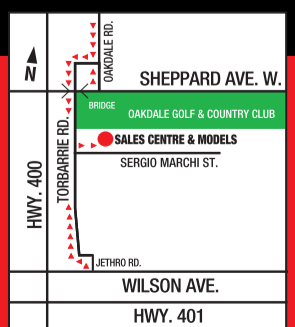 OAKDALE RD.
N
SHEPPARD AVE. W.
BRIDGE
OAKDALE GOLF & COUNTRY CLUB
TORBARRIE RD.
SALES CENTRE & MODELS
SERGIO MARCHI ST.
HWY. 400
JETHRO RD.
WILSON AVE.
HWY. 401